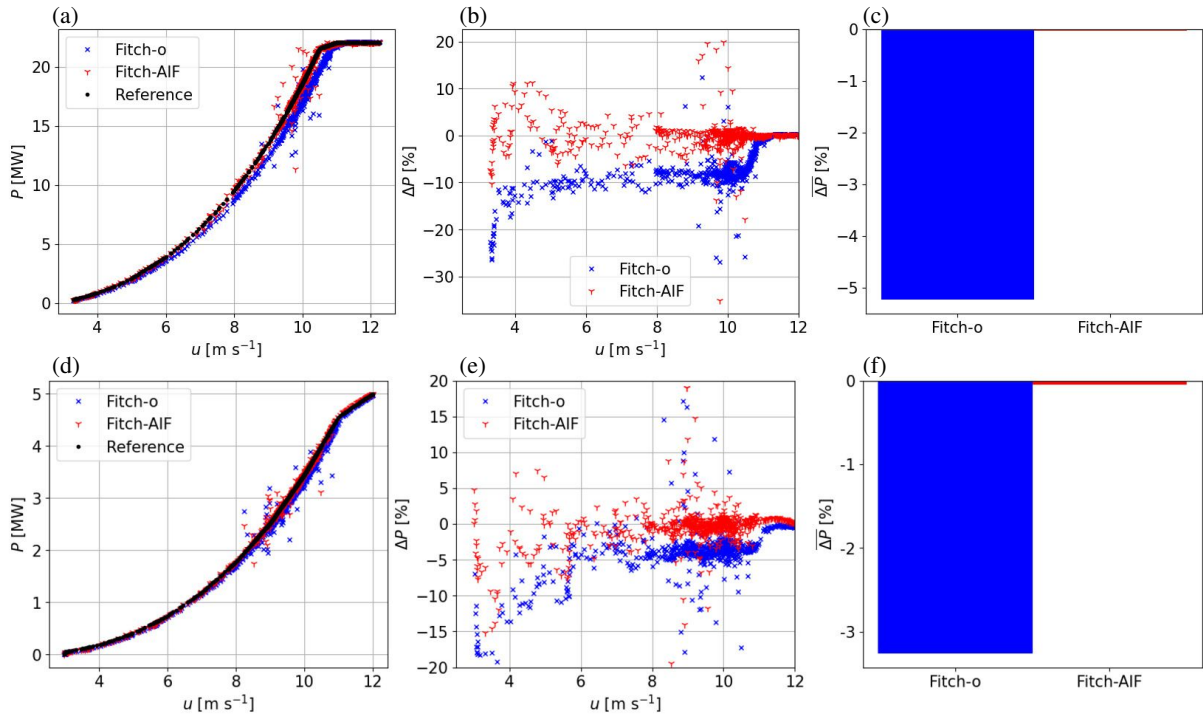 (a)
Fitch-o
Fitch-AIF
Reference
20
15
10
5
0
P [MW]
4 6 8 10 12
u [m s⁻¹]
(b)
20
10
0
−10
−20
−30
ΔP [%]
Fitch-o
Fitch-AIF
4 6 8 10 12
u [m s⁻¹]
(c)
0
−1
−2
−3
−4
−5
ΔP [%]
Fitch-o Fitch-AIF
(d)
Fitch-o
Fitch-AIF
Reference
5
4
3
2
1
0
P [MW]
4 6 8 10 12
u [m s⁻¹]
(e)
Fitch-o
Fitch-AIF
20
15
10
5
0
−5
−10
−15
−20
ΔP [%]
4 6 8 10 12
u [m s⁻¹]
(f)
0
−1
−2
−3
ΔP [%]
Fitch-o Fitch-AIF